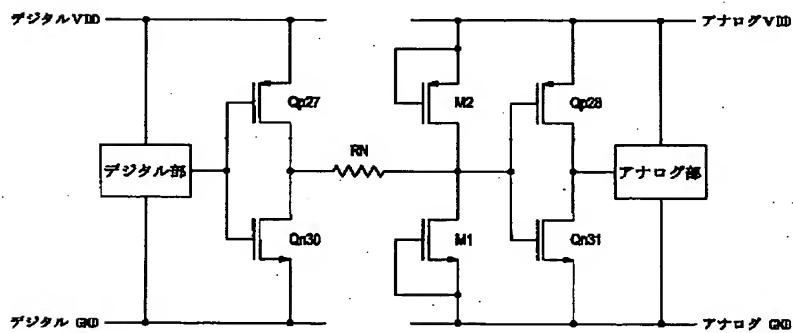 デジタルVDD
アナログVDD
Qp27
M2
Qp28
デジタル部
RN
アナログ部
Qn30
M1
Qn31
デジタル GND
アナログ GND